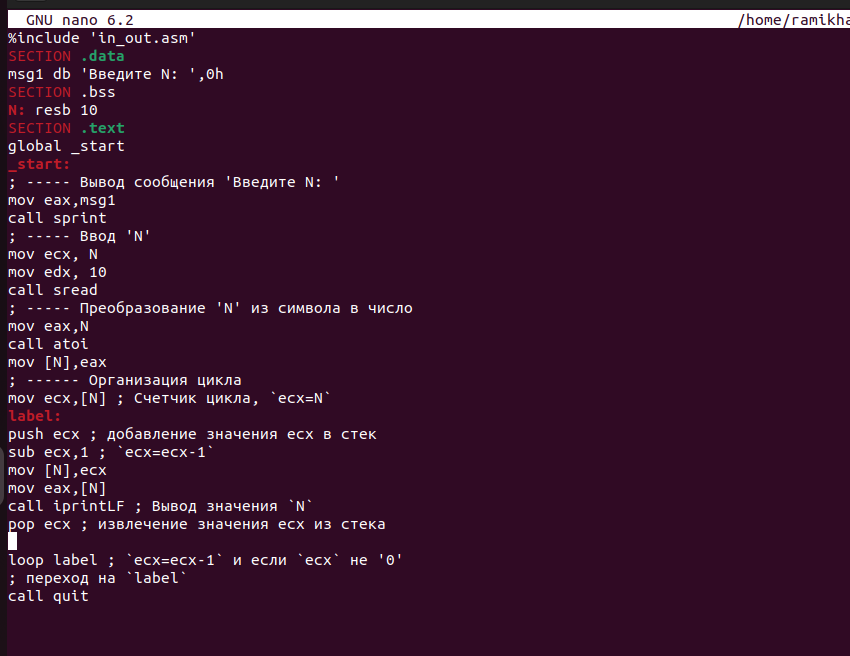 GNU nano 6.2 /home/ramikha
%include 'in_out.asm'
SECTION .data
msg1 db 'Введите N: ',0h
SECTION .bss
N: resb 10
SECTION .text
global _start
_start:
; ----- Вывод сообщения 'Введите N: '
mov eax,msg1
call sprint
; ----- Ввод 'N'
mov ecx, N
mov edx, 10
call sread
; ----- Преобразование 'N' из символа в число
mov eax,N
call atoi
mov [N],eax
; ------ Организация цикла
mov ecx,[N] ; Счетчик цикла, `ecx=N`
label:
push ecx ; добавление значения ecx в стек
sub ecx,1 ; `ecx=ecx-1`
mov [N],ecx
mov eax,[N]
call iprintLF ; Вывод значения `N`
pop ecx ; извлечение значения ecx из стека
loop label ; `ecx=ecx-1` и если `ecx` не '0'
; переход на `label`
call quit